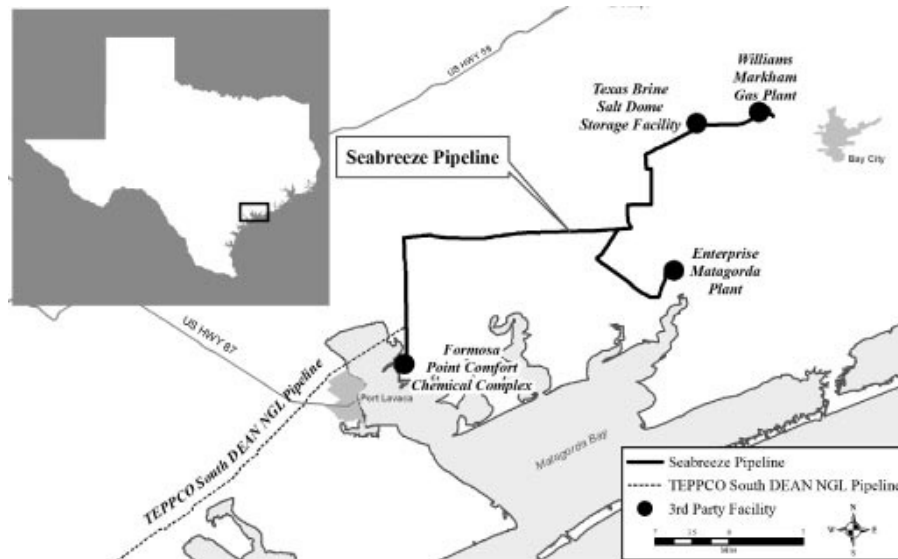 US HWY 59
Williams
Markham
Gas Plant
Texas Brine
Salt Dome
Storage Facility
Bay City
Seabreeze Pipeline
Enterprise
Matagorda
Plant
US HWY 87
Formosa
Point Comfort
Chemical Complex
Port Lavaca
TEPPCO South DEAN NGL Pipeline
Matagorda Bay
Seabreeze Pipeline
TEPPCO South DEAN NGL Pipeline
3rd Party Facility
N
W
E
S